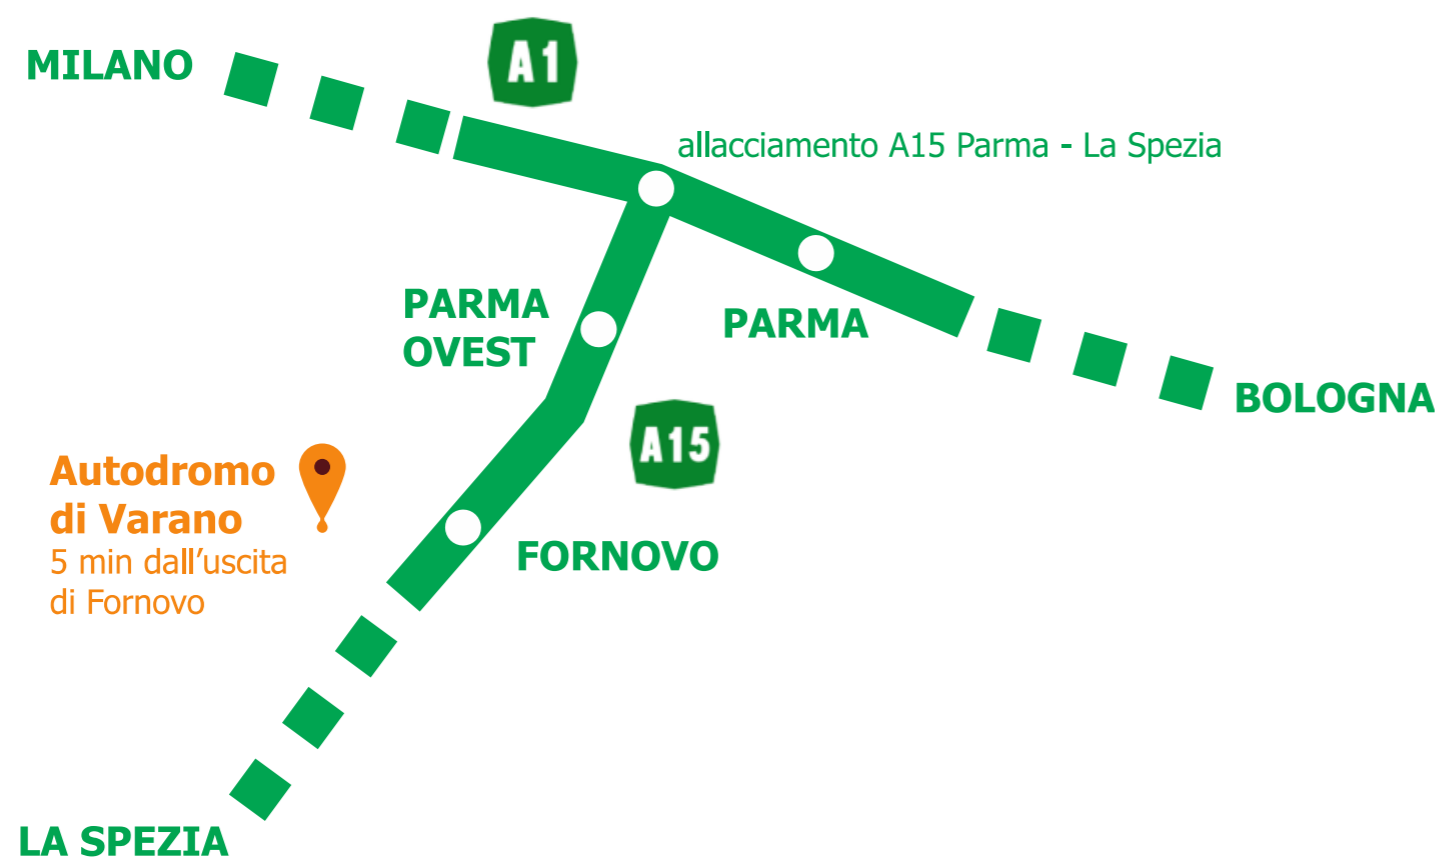 MILANO
A1
allacciamento A15 Parma - La Spezia
PARMA
OVEST
PARMA
BOLOGNA
A15
Autodromo
di Varano
5 min dall'uscita
di Fornovo
FORNOVO
LA SPEZIA